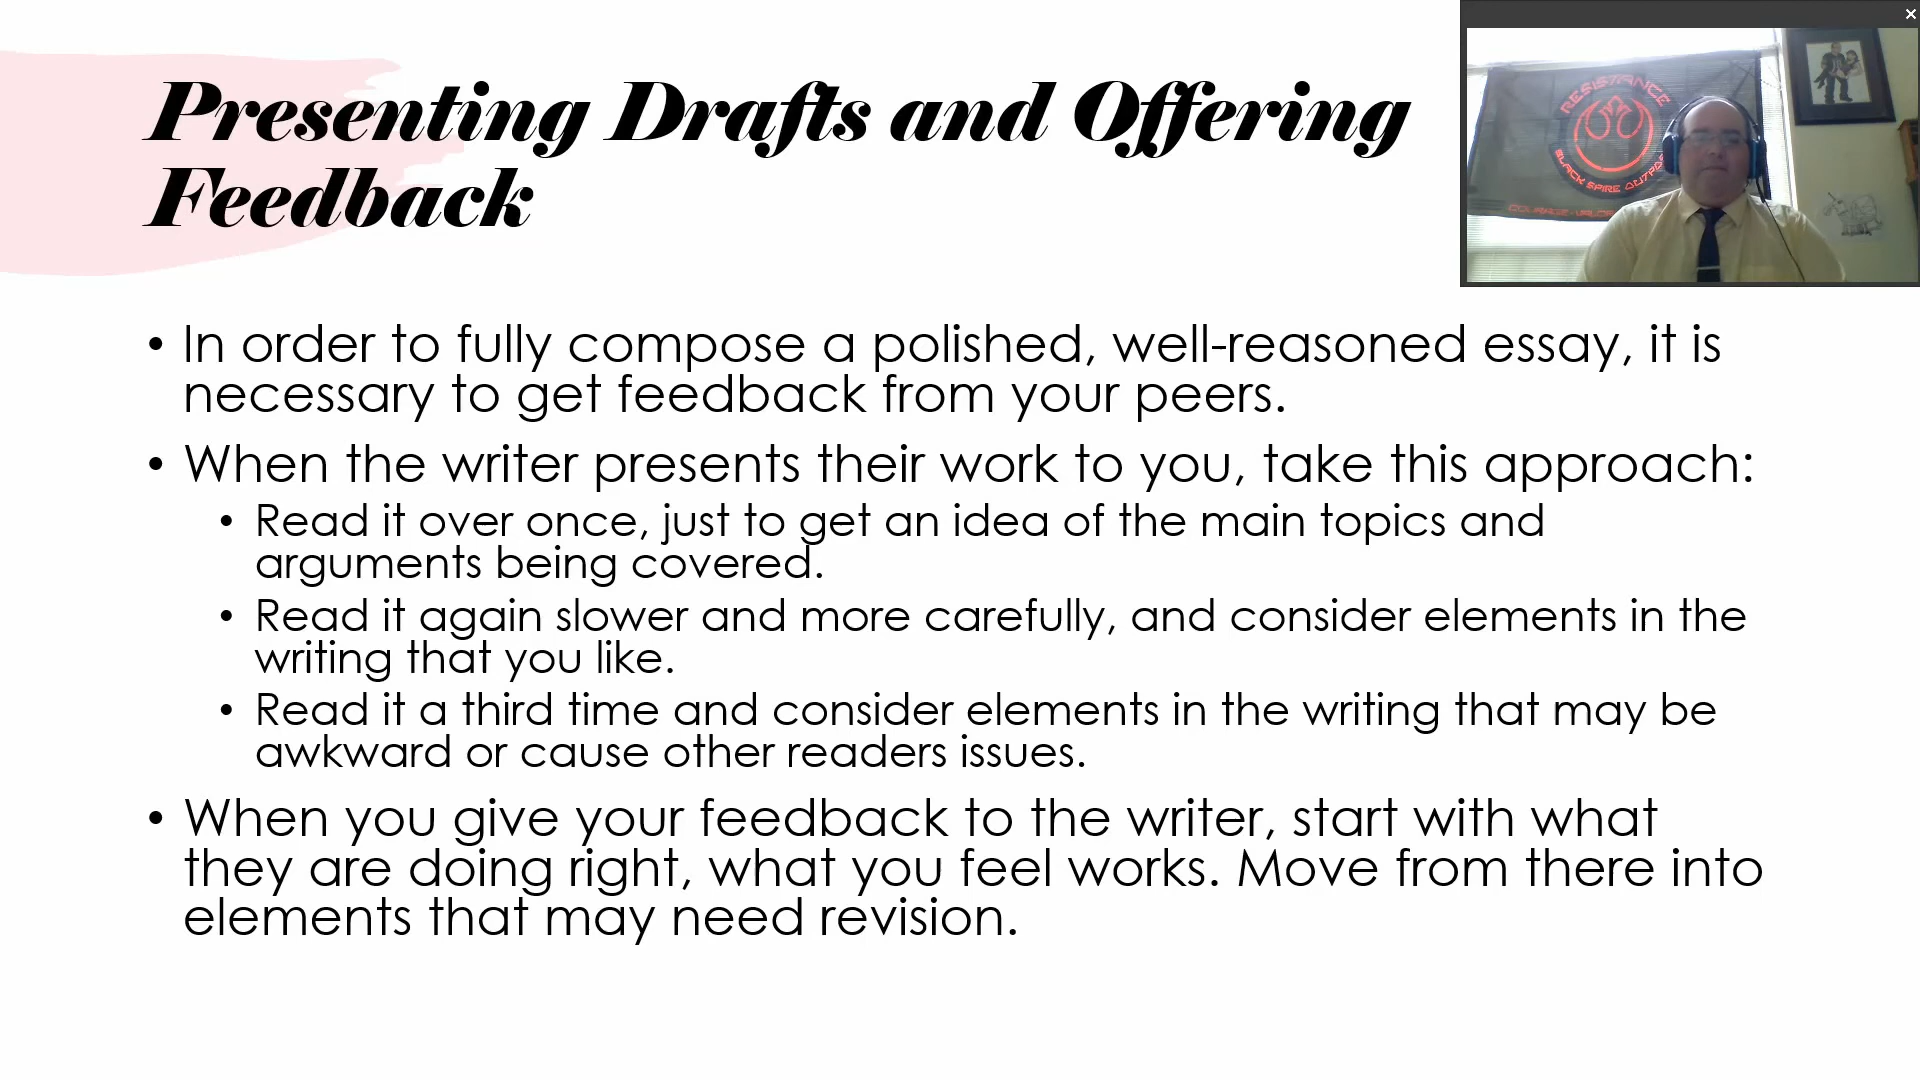 Presenting Drafts and Offering
Feedback
• In order to fully compose a polished, well-reasoned essay, it is
necessary to get feedback from your peers.
• When the writer presents their work to you, take this approach:
• Read it over once, just to get an idea of the main topics and
arguments being covered.
• Read it again slower and more carefully, and consider elements in the
writing that you like.
• Read it a third time and consider elements in the writing that may be
awkward or cause other readers issues.
• When you give your feedback to the writer, start with what
they are doing right, what you feel works. Move from there into
elements that may need revision.
RESISTANCE
BLACK SPIRE